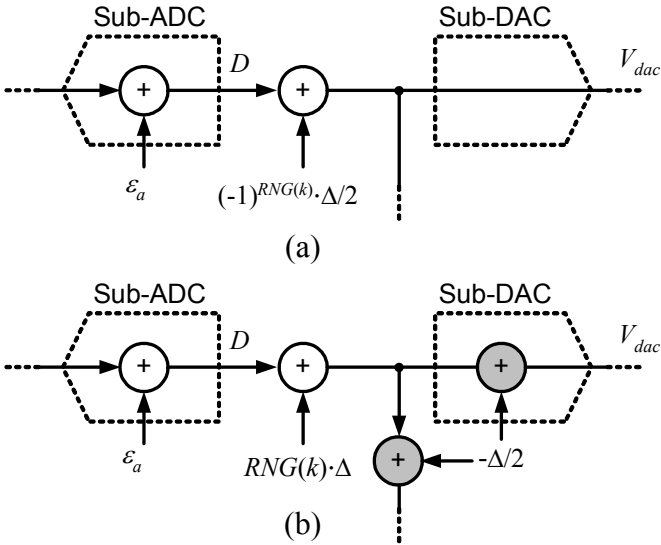 Sub-ADC Sub-DAC
D V_dac
+ +
ε_a (-1)^{RNG(k)}·Δ/2
(a)
Sub-ADC Sub-DAC
D V_dac
+ + +
ε_a RNG(k)·Δ + -Δ/2
(b)